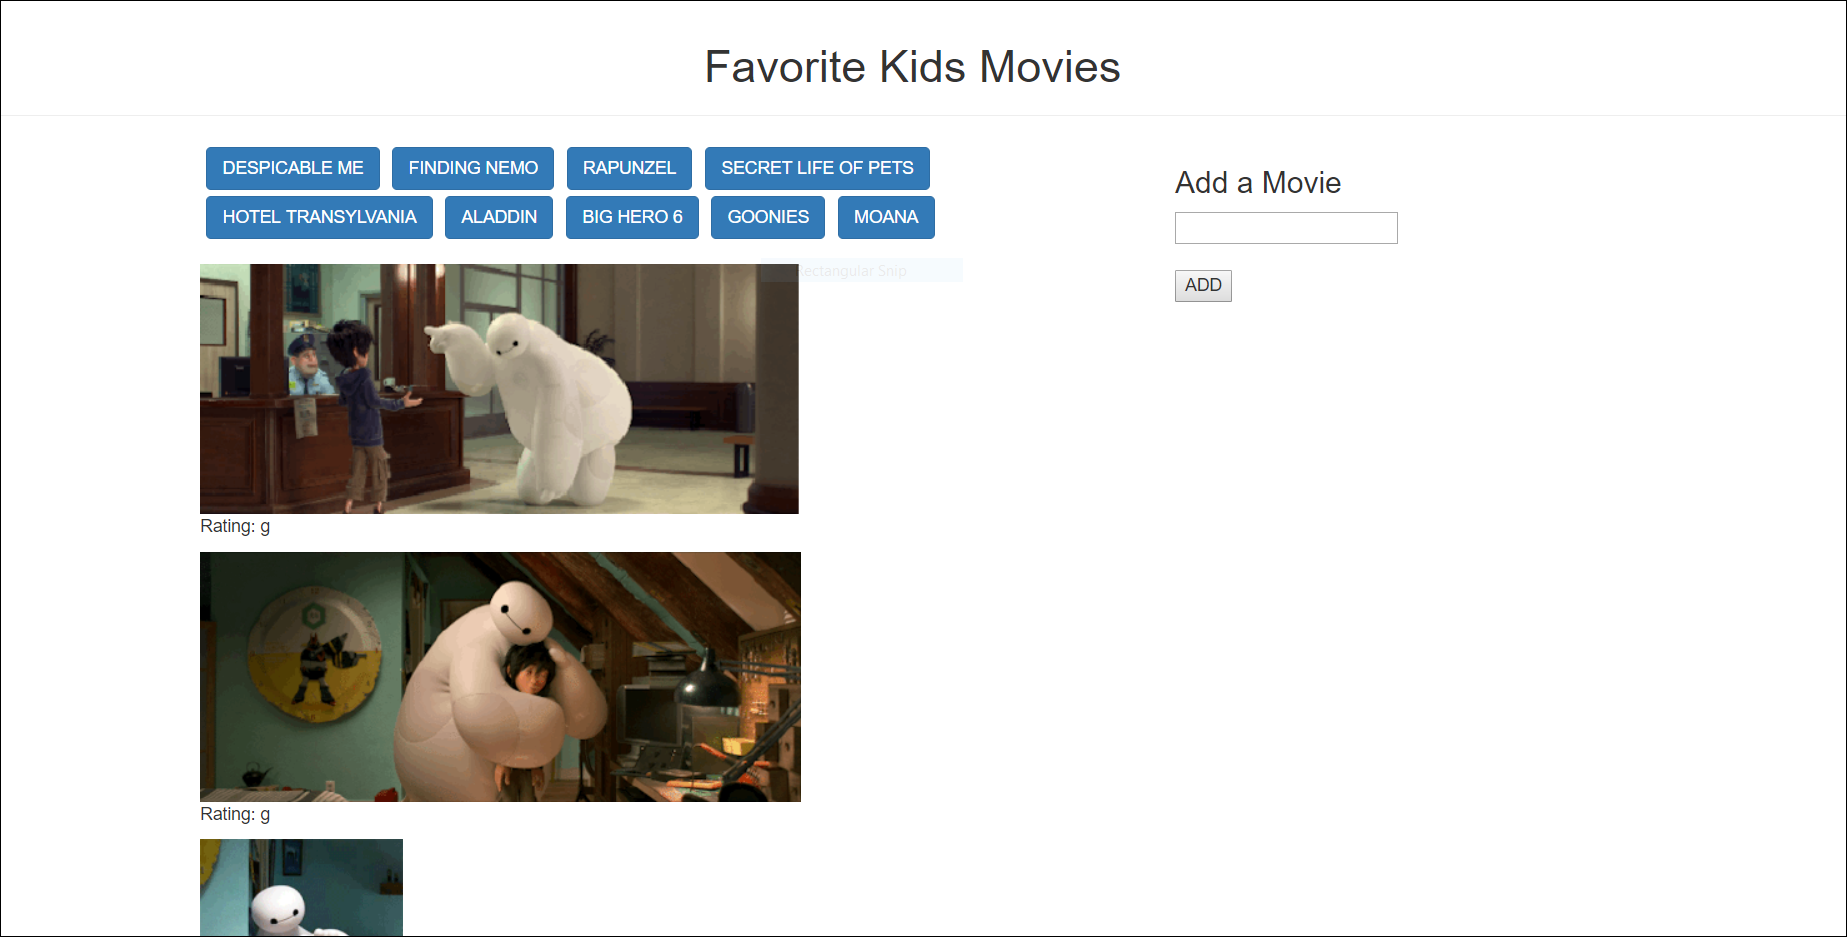 Favorite Kids Movies
DESPICABLE ME FINDING NEMO RAPUNZEL SECRET LIFE OF PETS
HOTEL TRANSYLVANIA ALADDIN BIG HERO 6 GOONIES MOANA
Add a Movie
ADD
Rectangular Snip
Rating: g
Rating: g